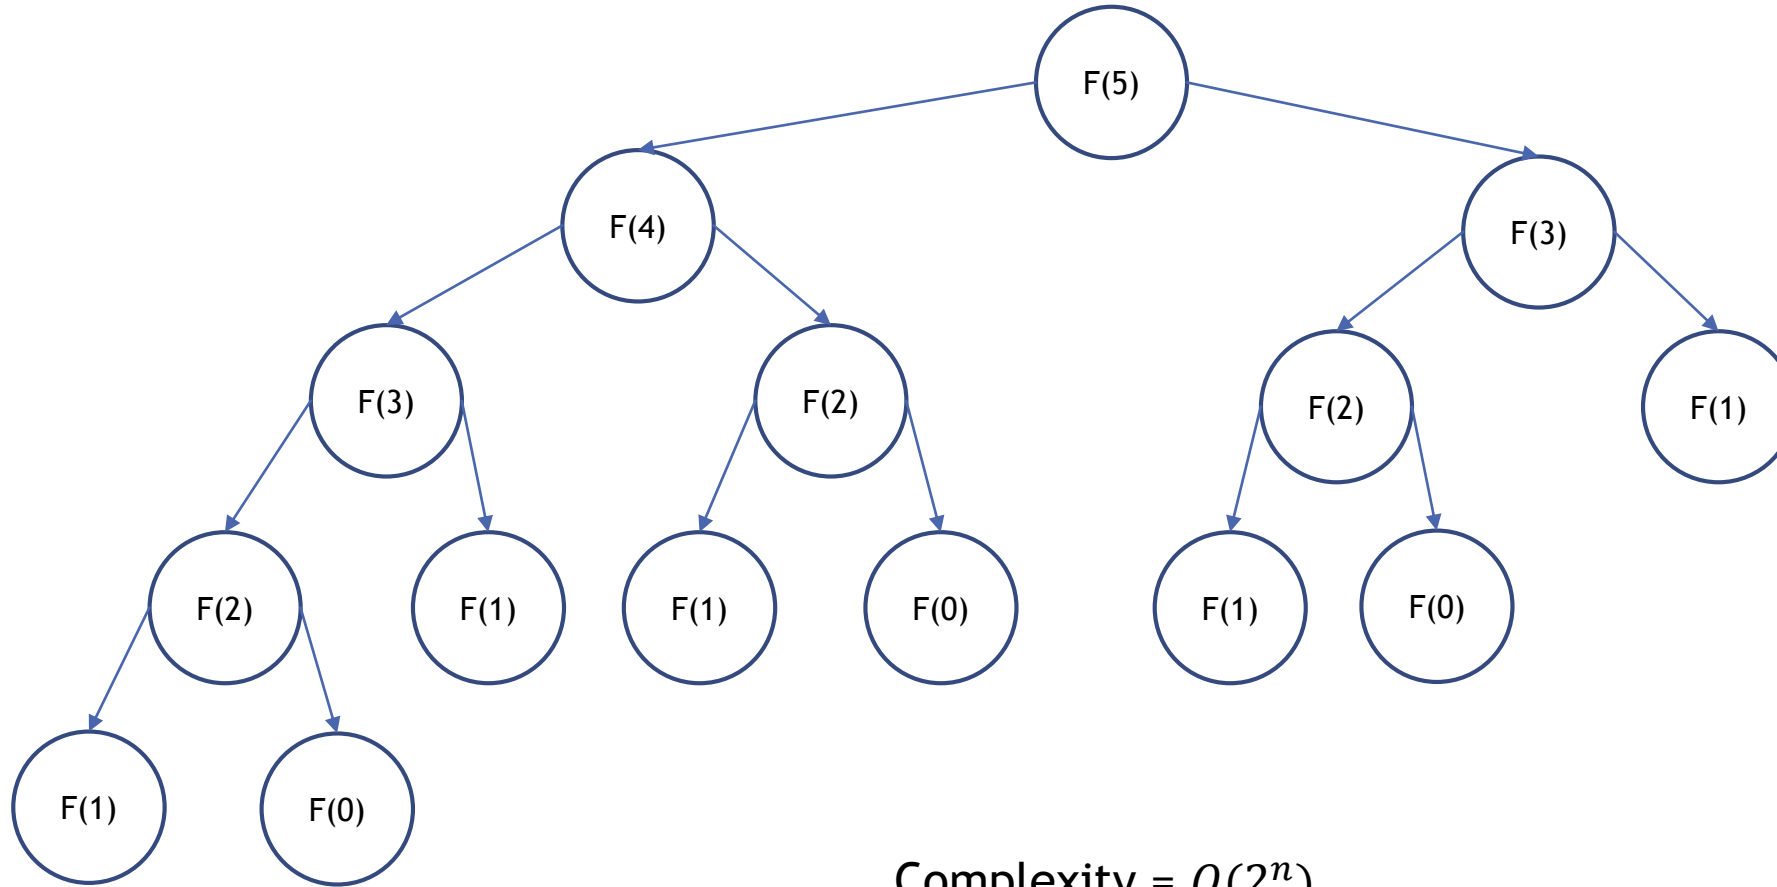 F(5)
F(4)
F(3)
F(3)
F(2)
F(2)
F(1)
F(2)
F(1)
F(1)
F(0)
F(1)
F(0)
F(1)
F(0)
Complexity = O(2ⁿ)